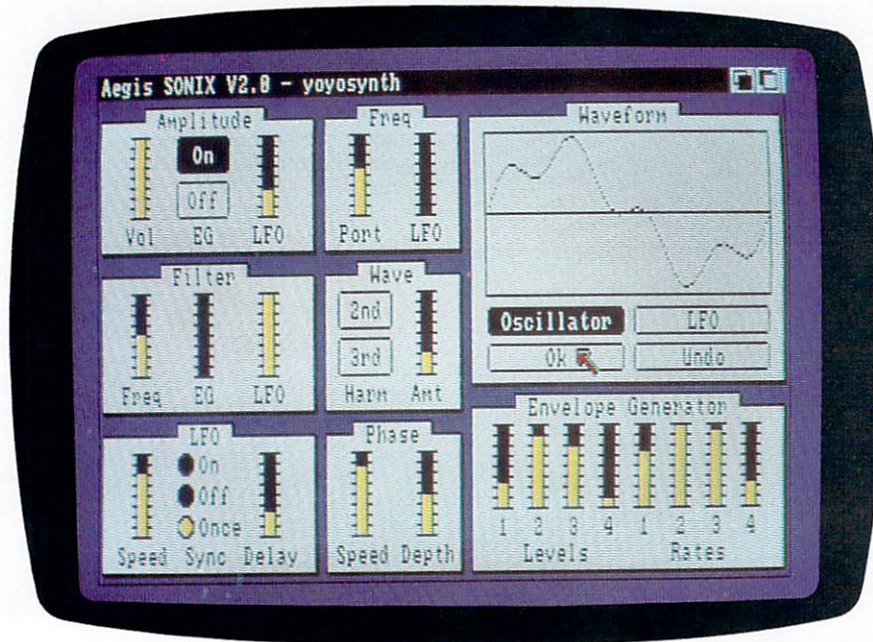 Aegis SONIX V2.0 - yoyosynth
Amplitude
On
Off
Vol EG LFO
Freq
Port LFO
Waveform
Oscillator LFO
Ok Undo
Filter
Freq EG LFO
Wave
2nd
3rd
Harm Amt
LFO
On
Off
Once
Speed Sync Delay
Phase
Speed Depth
Envelope Generator
1 2 3 4 1 2 3 4
Levels Rates